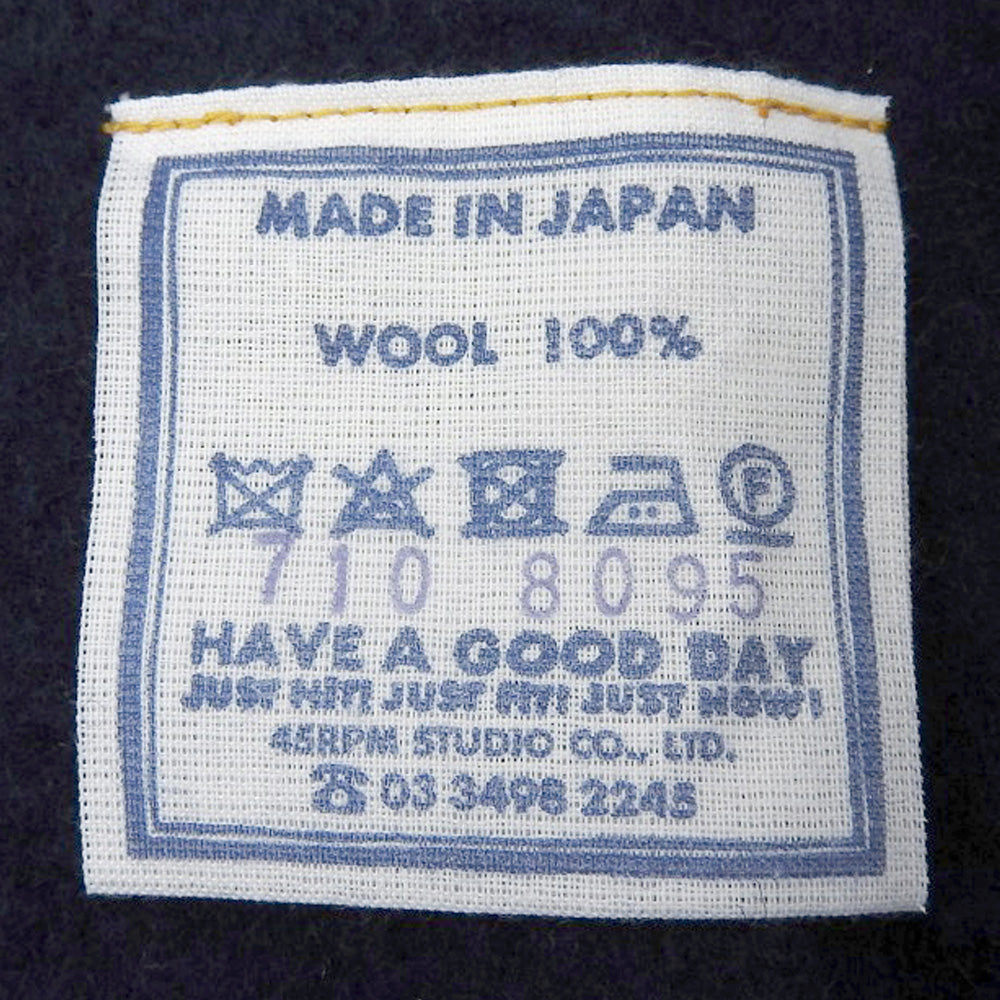 MADE IN JAPAN
WOOL 100%
F
710 8095
HAVE A GOOD DAY
JUST HIT! JUST FIT! JUST NOW!
45RPM STUDIO CO., LTD.
☎03 3498 2245